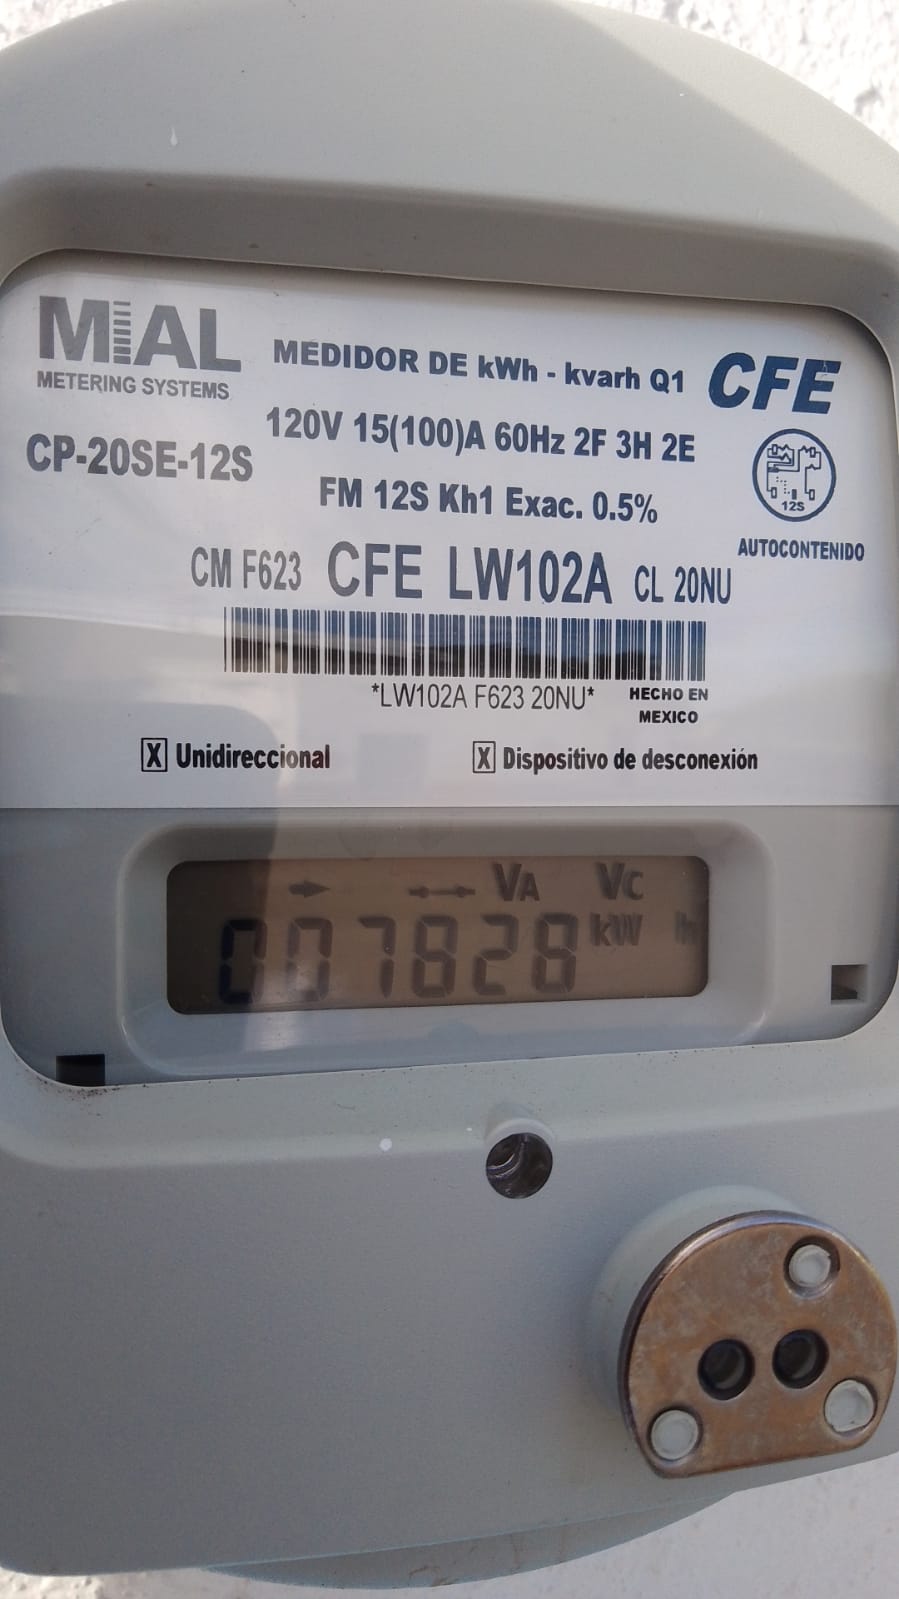 MIAL
METERING SYSTEMS
MEDIDOR DE kWh - kvarh Q1
CFE
CP-20SE-12S
120V 15(100)A 60Hz 2F 3H 2E
FM 12S Kh1 Exac. 0.5%
12S
AUTOCONTENIDO
CM F623 CFE LW102A CL 20NU
*LW102A F623 20NU*
HECHO EN
MEXICO
X Unidireccional
X Dispositivo de desconexión
VA VC
007828 kW h